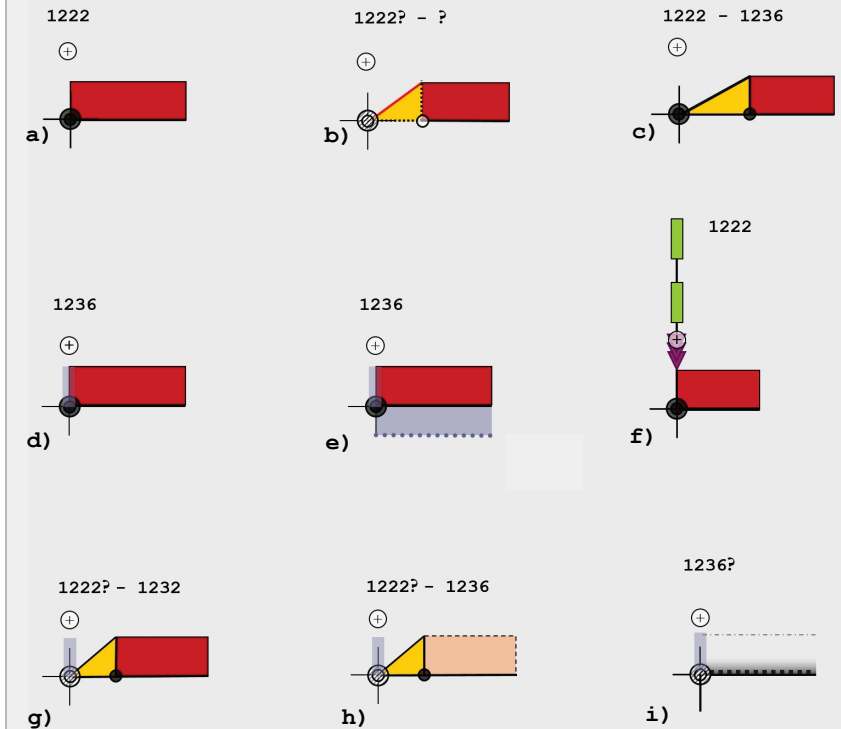 1222
1222? - ?
1222 - 1236
a)
b)
c)
1222
1236
1236
d)
e)
f)
1236?
1222? - 1232
1222? - 1236
g)
h)
i)